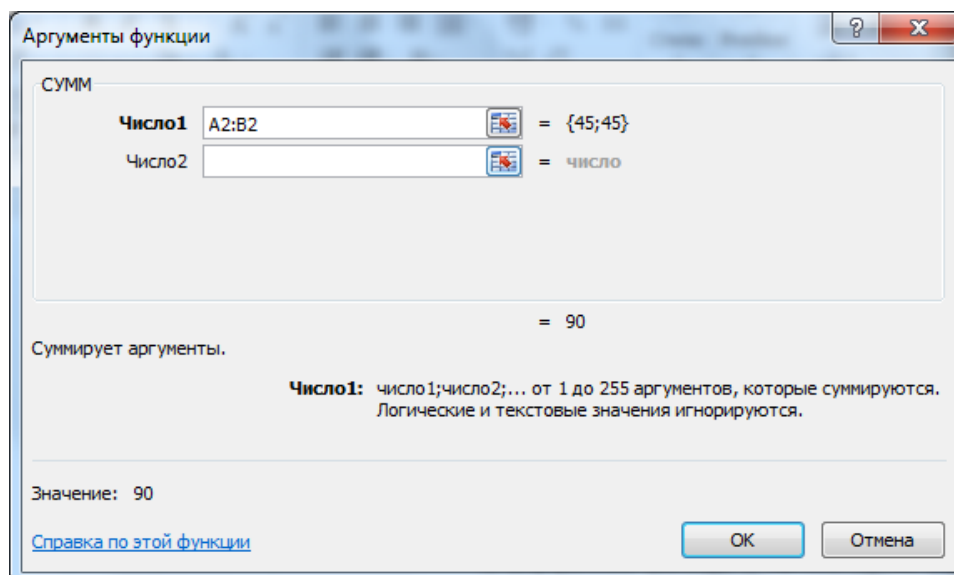 Аргументы функции
СУММ
Число1 A2:B2 = {45;45}
Число2 = число
= 90
Суммирует аргументы.
Число1: число1;число2;... от 1 до 255 аргументов, которые суммируются.
Логические и текстовые значения игнорируются.
Значение: 90
Справка по этой функции
ОК
Отмена